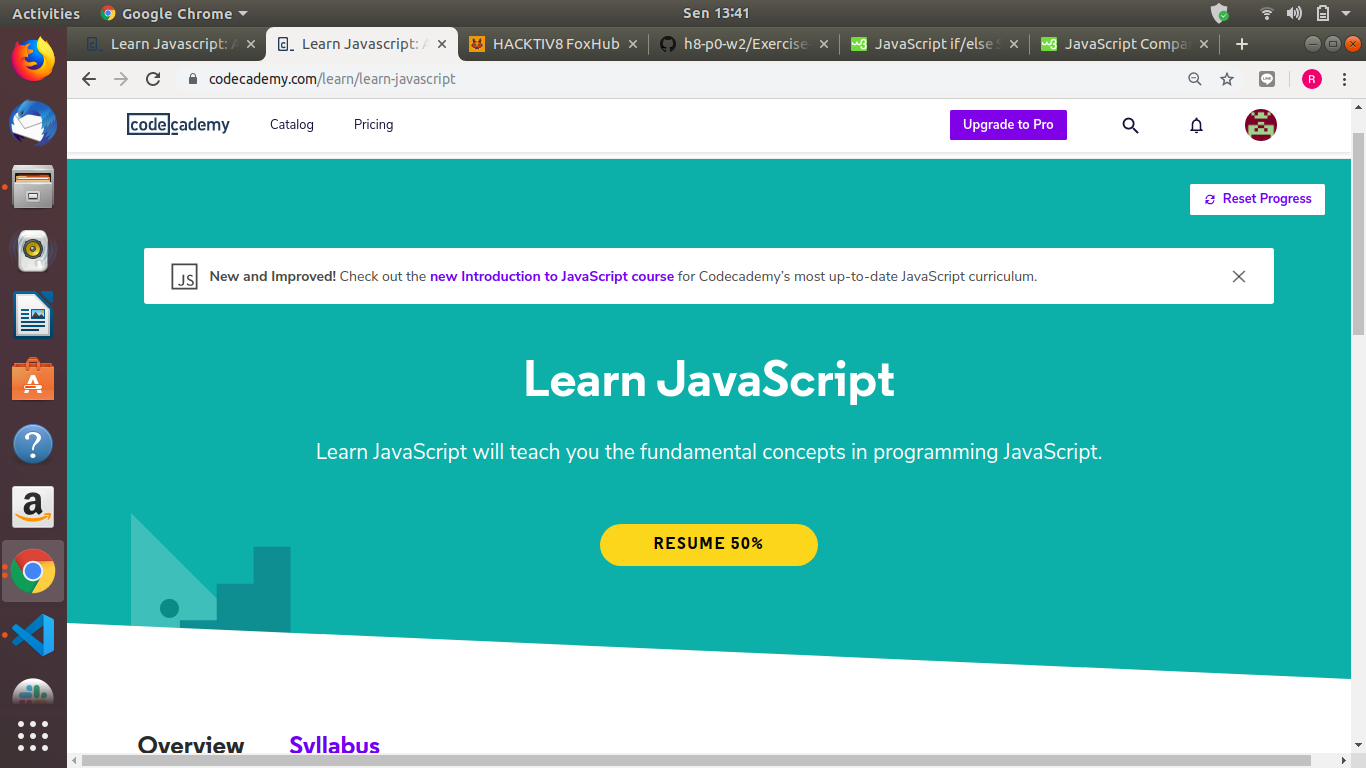 Activities Google Chrome Sen 13:41
Learn Javascript: Learn Javascript: HACKTIV8 FoxHub h8-p0-w2/Exercise JavaScript if/else JavaScript Compa
codecademy.com/learn/learn-javascript R
codecademy Catalog Pricing Upgrade to Pro
Reset Progress
JS New and Improved! Check out the new Introduction to JavaScript course for Codecademy's most up-to-date JavaScript curriculum.
Learn JavaScript
Learn JavaScript will teach you the fundamental concepts in programming JavaScript.
RESUME 50%
Overview Syllabus